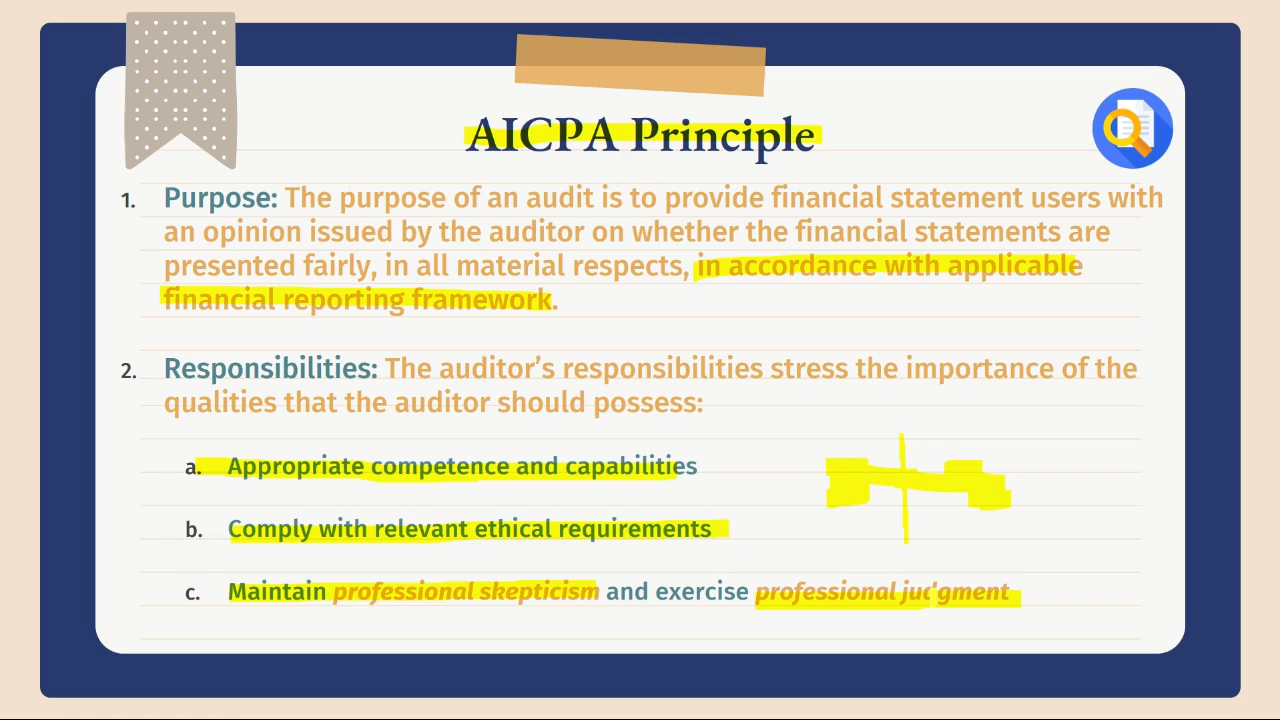 AICPA Principle
1. Purpose: The purpose of an audit is to provide financial statement users with
an opinion issued by the auditor on whether the financial statements are
presented fairly, in all material respects, in accordance with applicable
financial reporting framework.
2. Responsibilities: The auditor’s responsibilities stress the importance of the
qualities that the auditor should possess:
a. Appropriate competence and capabilities
b. Comply with relevant ethical requirements
c. Maintain professional skepticism and exercise professional judgment